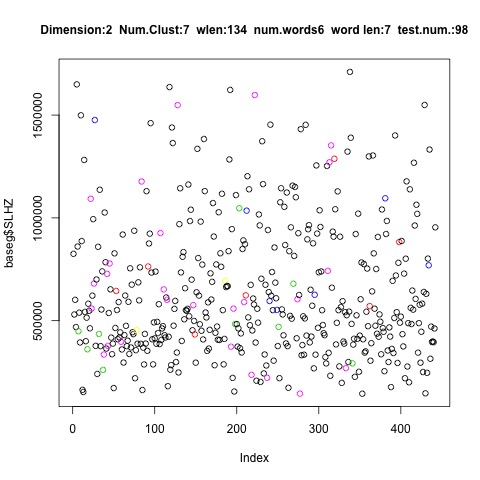 Dimension:2 Num.Clust:7 wlen:134 num.words6 word len:7 test.num.:98
baseg$SLHZ
1500000
1000000
500000
0 100 200 300 400
Index